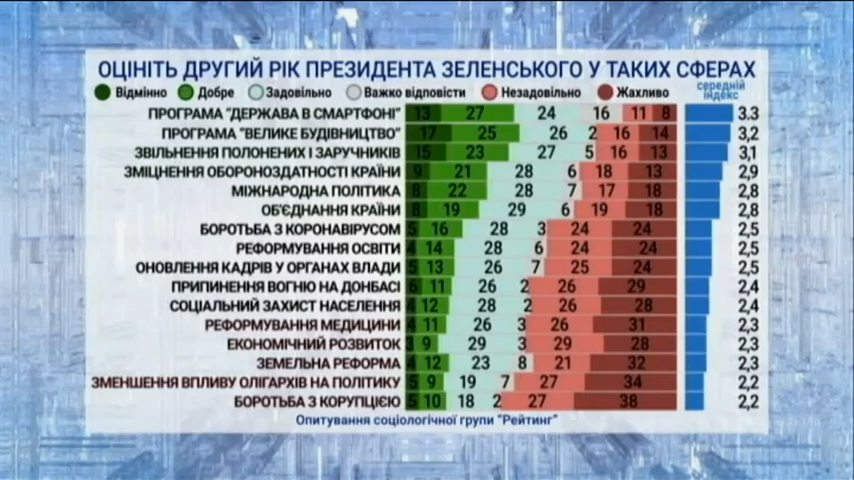 ОЦІНІТЬ ДРУГИЙ РІК ПРЕЗИДЕНТА ЗЕЛЕНСЬКОГО У ТАКИХ СФЕРАХ
Відмінно Добре Задовільно Важко відповісти Незадовільно Жахливо середній
індекс
ПРОГРАМА "ДЕРЖАВА В СМАРТФОНІ" 13 27 24 16 11 8 3.3
ПРОГРАМА "ВЕЛИКЕ БУДІВНИЦТВО" 17 25 26 2 16 14 3,2
ЗВІЛЬНЕННЯ ПОЛОНЕНИХ І ЗАРУЧНИКІВ 15 23 27 5 16 13 3,1
ЗМІЦНЕННЯ ОБОРОНОЗДАТНОСТІ КРАЇНИ 9 21 28 6 18 13 2,9
МІЖНАРОДНА ПОЛІТИКА 8 22 28 7 17 18 2,8
ОБ'ЄДНАННЯ КРАЇНИ 8 19 29 6 19 18 2,8
БОРОТЬБА З КОРОНАВІРУСОМ 5 16 28 3 24 24 2,5
РЕФОРМУВАННЯ ОСВІТИ 4 14 28 6 24 24 2,5
ОНОВЛЕННЯ КАДРІВ У ОРГАНАХ ВЛАДИ 5 13 26 7 25 24 2,5
ПРИПИНЕННЯ ВОГНЮ НА ДОНБАСІ 6 11 26 2 26 29 2,4
СОЦІАЛЬНИЙ ЗАХИСТ НАСЕЛЕННЯ 4 12 28 2 26 28 2,4
РЕФОРМУВАННЯ МЕДИЦИНИ 4 11 26 3 26 31 2,3
ЕКОНОМІЧНИЙ РОЗВИТОК 3 9 29 3 29 28 2,3
ЗЕМЕЛЬНА РЕФОРМА 4 12 23 8 21 32 2,3
ЗМЕНШЕННЯ ВПЛИВУ ОЛІГАРХІВ НА ПОЛІТИКУ 5 9 19 7 27 34 2,2
БОРОТЬБА З КОРУПЦІЄЮ 5 10 18 2 27 38 2,2
Опитування соціологічної групи "Рейтинг"